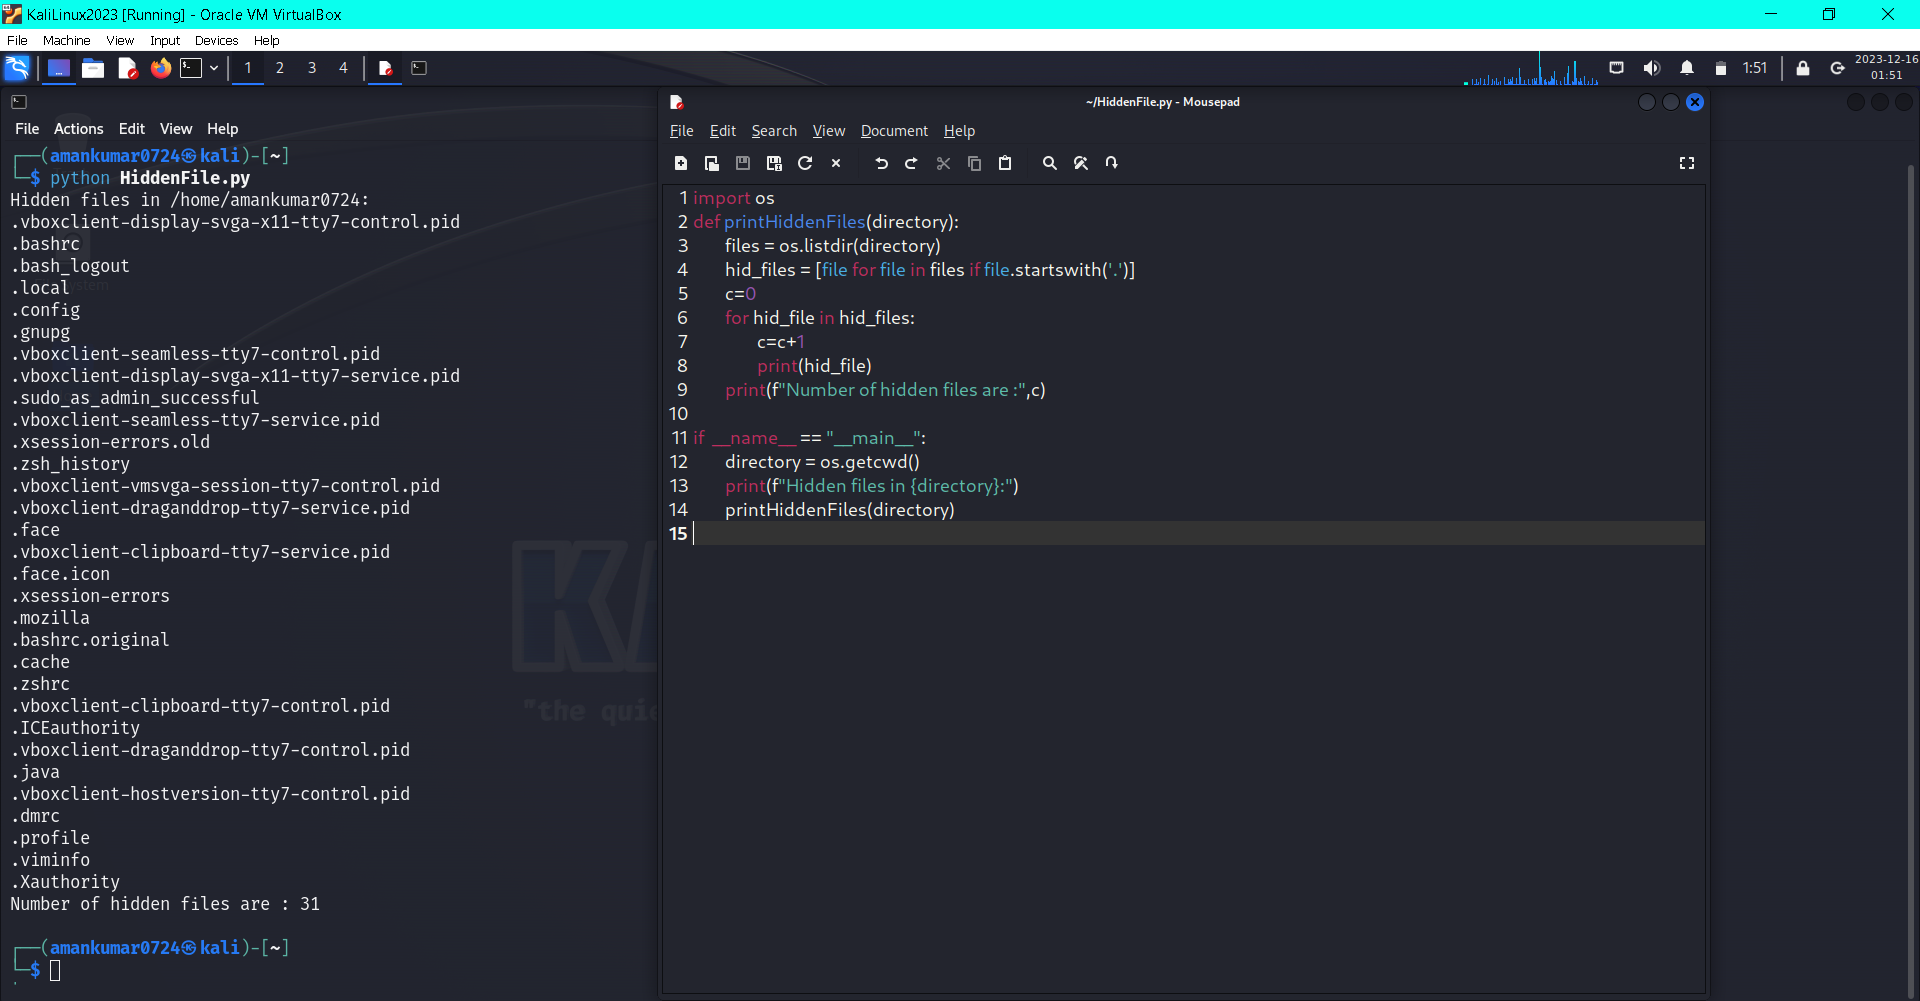 KaliLinux2023 [Running] - Oracle VM VirtualBox
File Machine View Input Devices Help
1 2 3 4
1:51
2023-12-16
01:51
File Actions Edit View Help
(amankumar0724㉿kali)-[~]
$ python HiddenFile.py
Hidden files in /home/amankumar0724:
.vboxclient-display-svga-x11-tty7-control.pid
.bashrc
.bash_logout
.local
.config
.gnupg
.vboxclient-seamless-tty7-control.pid
.vboxclient-display-svga-x11-tty7-service.pid
.sudo_as_admin_successful
.vboxclient-seamless-tty7-service.pid
.xsession-errors.old
.zsh_history
.vboxclient-vmsvga-session-tty7-control.pid
.vboxclient-draganddrop-tty7-service.pid
.face
.vboxclient-clipboard-tty7-service.pid
.face.icon
.xsession-errors
.mozilla
.bashrc.original
.cache
.zshrc
.vboxclient-clipboard-tty7-control.pid
.ICEauthority
.vboxclient-draganddrop-tty7-control.pid
.java
.vboxclient-hostversion-tty7-control.pid
.dmrc
.profile
.viminfo
.Xauthority
Number of hidden files are : 31
(amankumar0724㉿kali)-[~]
$
"the quie
~/HiddenFile.py - Mousepad
File Edit Search View Document Help
1 import os
2 def printHiddenFiles(directory):
3 files = os.listdir(directory)
4 hid_files = [file for file in files if file.startswith('.')]
5 c=0
6 for hid_file in hid_files:
7 c=c+1
8 print(hid_file)
9 print(f"Number of hidden files are :",c)
10
11 if __name__ == "__main__":
12 directory = os.getcwd()
13 print(f"Hidden files in {directory}:")
14 printHiddenFiles(directory)
15